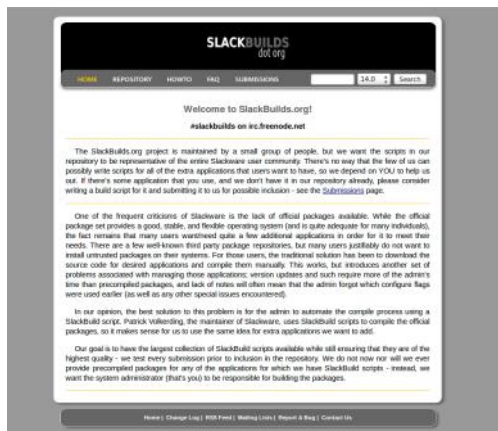 SLACKBUILDS
dot org
HOME REPOSITORY HOWTO FAQ SUBMISSIONS 14.0 Search
Welcome to SlackBuilds.org!
#slackbuilds on irc.freenode.net
The SlackBuilds.org project is maintained by a small group of people, but we want the scripts in our
repository to be representative of the entire Slackware user community. There's no way that the few of us can
possibly write scripts for all of the extra applications that users want to have, so we depend on YOU to help us
out. If there's some application that you use, and we don't have it in our repository already, please consider
writing a build script for it and submitting it to us for possible inclusion - see the Submissions page.
One of the frequent criticisms of Slackware is the lack of official packages available. While the official
package set provides a good, stable, and flexible operating system (and is quite adequate for many individuals),
the fact remains that many users want/need quite a few additional applications in order for it to meet their
needs. There are a few well-known third party package repositories, but many users justifiably do not want to
install untrusted packages on their systems. For those users, the traditional solution has been to download the
source code for desired applications and compile them manually. This works, but introduces another set of
problems associated with managing those applications; version updates and such require more of the admin's
time than precompiled packages, and lack of notes will often mean that the admin forgot which configure flags
were used earlier (as well as any other special issues encountered).
In our opinion, the best solution to this problem is for the admin to automate the compile process using a
SlackBuild script. Patrick Volkerding, the maintainer of Slackware, uses SlackBuild scripts to compile the official
packages, so it makes sense for us to use the same idea for extra applications we want to add.
Our goal is to have the largest collection of SlackBuild scripts available while still ensuring that they are of the
highest quality - we test every submission prior to inclusion in the repository. We do not now nor will we ever
provide precompiled packages for any of the applications for which we have SlackBuild scripts - instead, we
want the system administrator (that's you) to be responsible for building the packages.
Home | Change Log | RSS Feed | Mailing Lists | Report A Bug | Contact Us